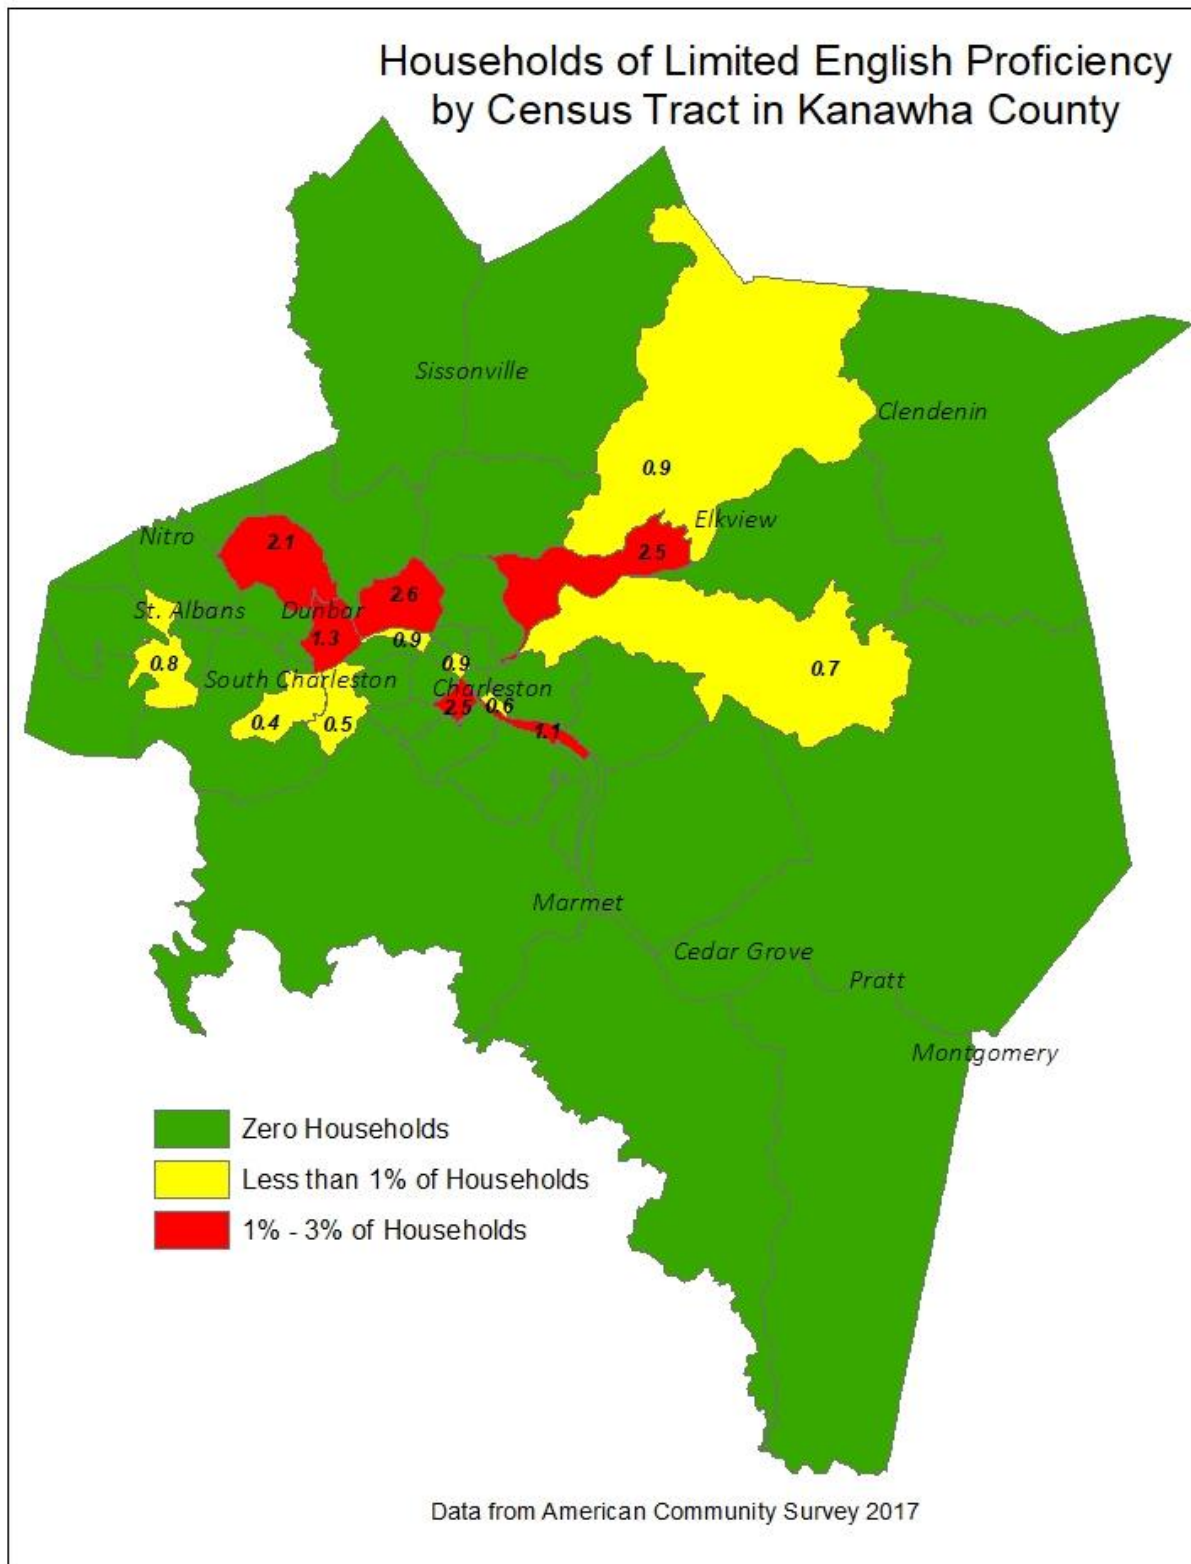 Households of Limited English Proficiency
by Census Tract in Kanawha County
Sissonville
Clendenin
0.9
Elkview
Nitro
2.1
2.5
2.6
St. Albans
Dunbar
1.3
0.9
0.8
0.9
0.7
South Charleston
Charleston
2.5
0.6
0.4
0.5
1.1
Marmet
Cedar Grove
Pratt
Montgomery
Zero Households
Less than 1% of Households
1% - 3% of Households
Data from American Community Survey 2017